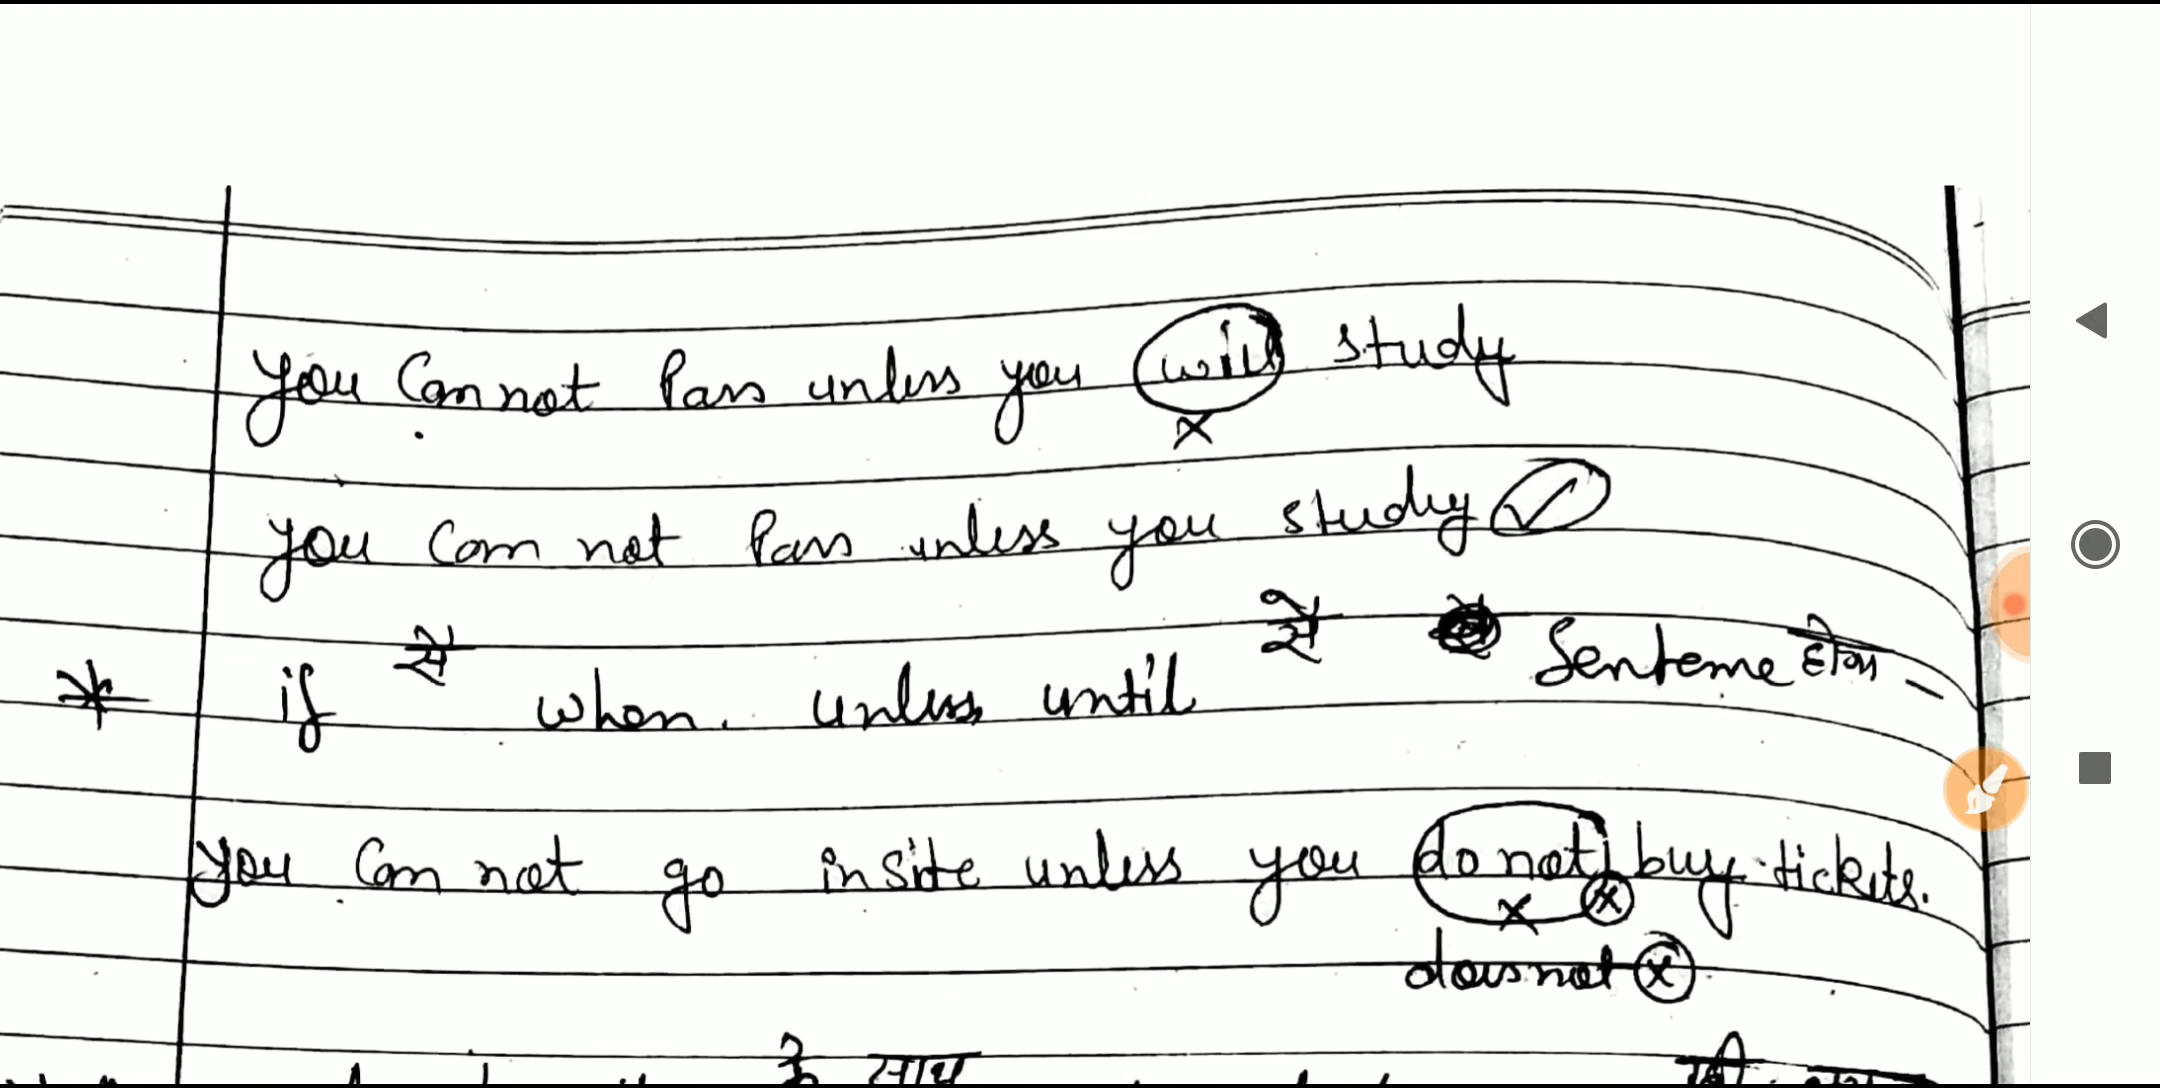 you Can not Pass unless you will study
x
you Can not Pass unless you study ✓
* if से when. unless until से Sentence होगा -
you Can not go insite unless you do not buy tickets.
x x
does not x
के साथ